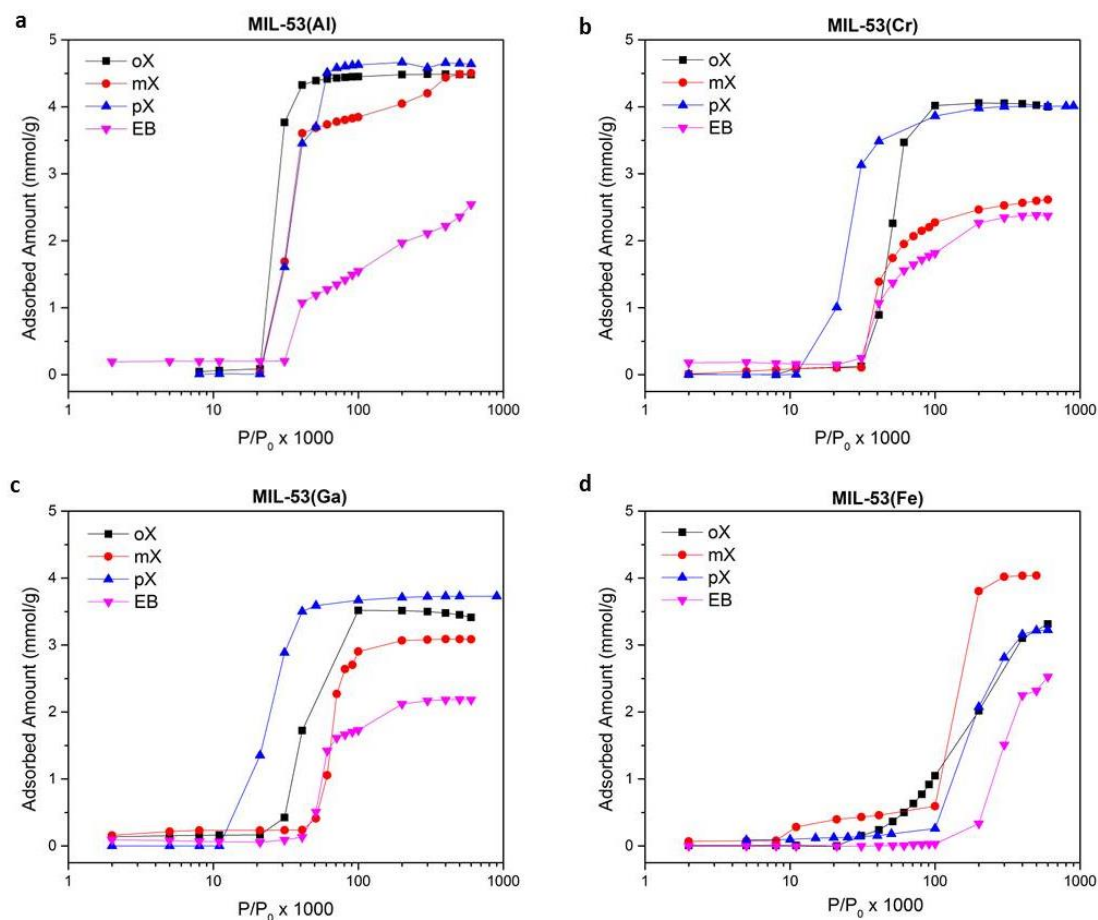 a
MIL-53(Al)
5
4
3
2
1
0
Adsorbed Amount (mmol/g)
oX
mX
pX
EB
1
10
100
1000
P/P0 x 1000
b
MIL-53(Cr)
5
4
3
2
1
0
Adsorbed Amount (mmol/g)
oX
pX
mX
EB
1
10
100
1000
P/P0 x 1000
c
MIL-53(Ga)
5
4
3
2
1
0
Adsorbed Amount (mmol/g)
oX
mX
pX
EB
1
10
100
1000
P/P0 x 1000
d
MIL-53(Fe)
5
4
3
2
1
0
Adsorbed Amount (mmol/g)
oX
mX
pX
EB
1
10
100
1000
P/P0 x 1000